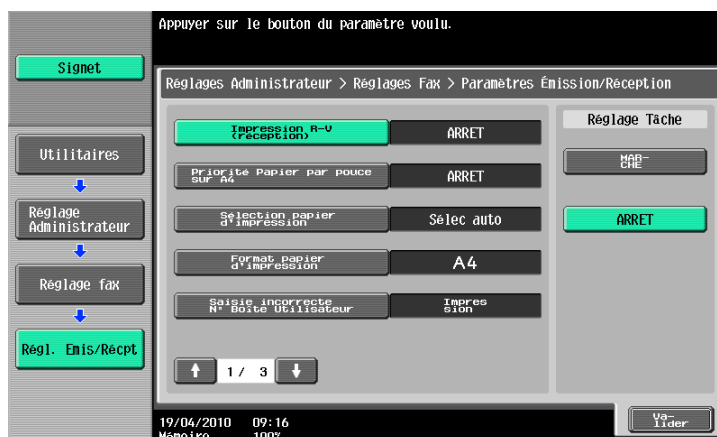 Appuyer sur le bouton du paramètre voulu.
Signet
Réglages Administrateur > Réglages Fax > Paramètres Émission/Réception
Utilitaires
Réglage
Administrateur
Réglage fax
Régl. Emis/Récpt
Impression R-V
(réception)
ARRET
Priorité Papier par pouce
sur A4
ARRET
Sélection papier
d'impression
Sélec auto
Format papier
d'impression
A4
Saisie incorrecte
N° Boîte Utilisateur
Impres
sion
1/ 3
Réglage Tâche
MAR-
CHE
ARRET
19/04/2010 09:16
Mémoire 100%
Va-
lider